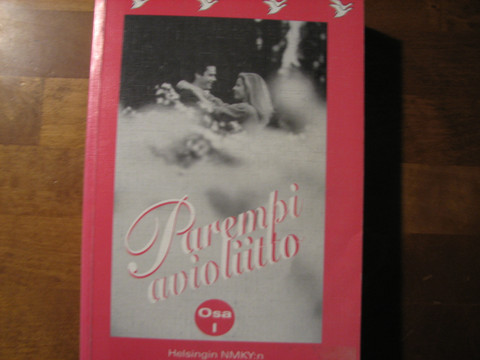 Parempi
avioliitto
Osa
I
Helsingin NMKY:n